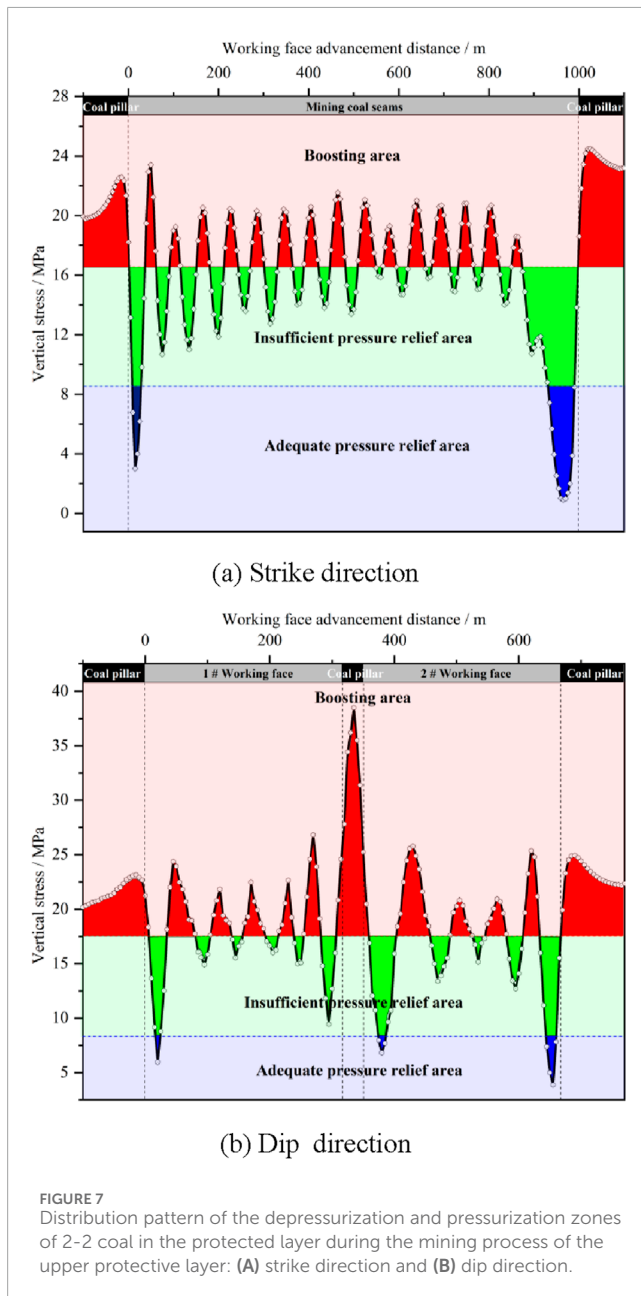 Working face advancement distance / m
0 200 400 600 800 1000
Coal pillar Mining coal seams Coal pillar
28
24
20
16
12
8
4
0
Vertical stress / MPa
Boosting area
Insufficient pressure relief area
Adequate pressure relief area
(a) Strike direction
Working face advancement distance / m
0 200 400 600
Coal pillar 1 # Working face Coal pillar 2 # Working face Coal pillar
40
35
30
25
20
15
10
5
Vertical stress / MPa
Boosting area
Insufficient pressure relief area
Adequate pressure relief area
(b) Dip direction
FIGURE 7
Distribution pattern of the depressurization and pressurization zones
of 2-2 coal in the protected layer during the mining process of the
upper protective layer: (A) strike direction and (B) dip direction.